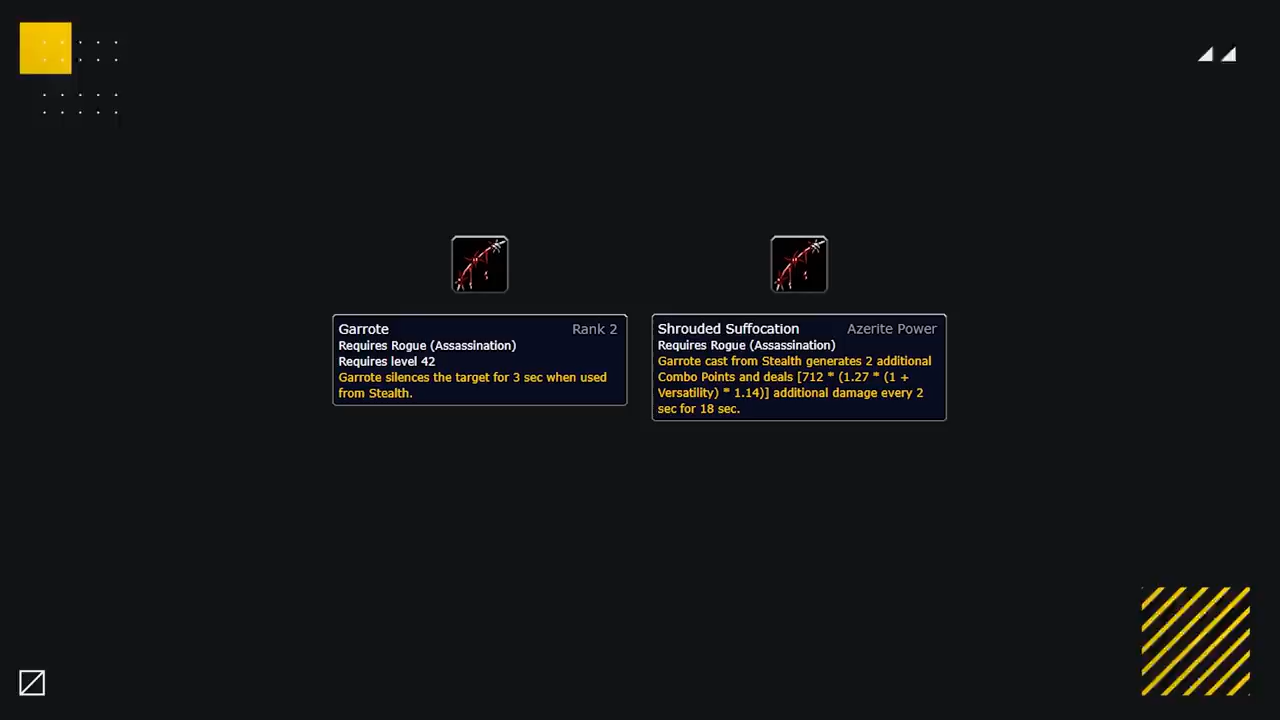 Garrote Rank 2
Requires Rogue (Assassination)
Requires level 42
Garrote silences the target for 3 sec when used
from Stealth.
Shrouded Suffocation Azerite Power
Requires Rogue (Assassination)
Garrote cast from Stealth generates 2 additional
Combo Points and deals [712 * (1.27 * (1 +
Versatility) * 1.14)] additional damage every 2
sec for 18 sec.